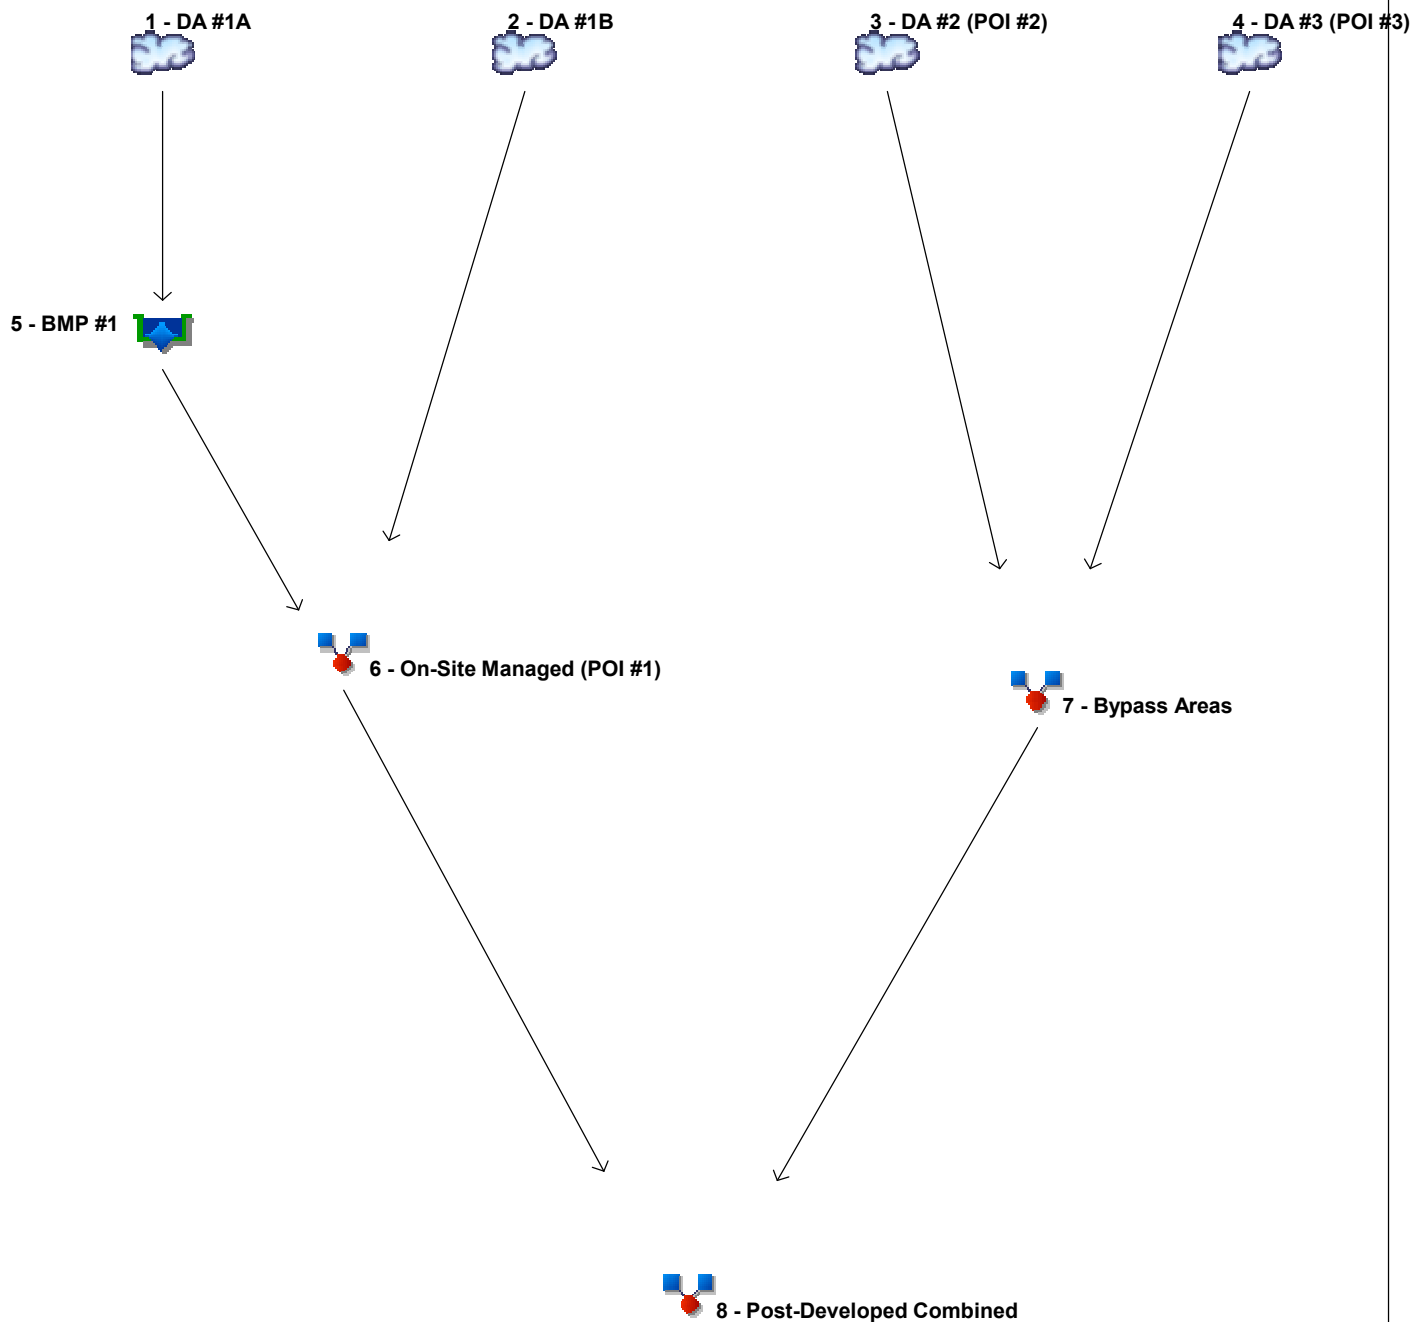 1 - DA #1A
2 - DA #1B
3 - DA #2 (POI #2)
4 - DA #3 (POI #3)
5 - BMP #1
6 - On-Site Managed (POI #1)
7 - Bypass Areas
8 - Post-Developed Combined